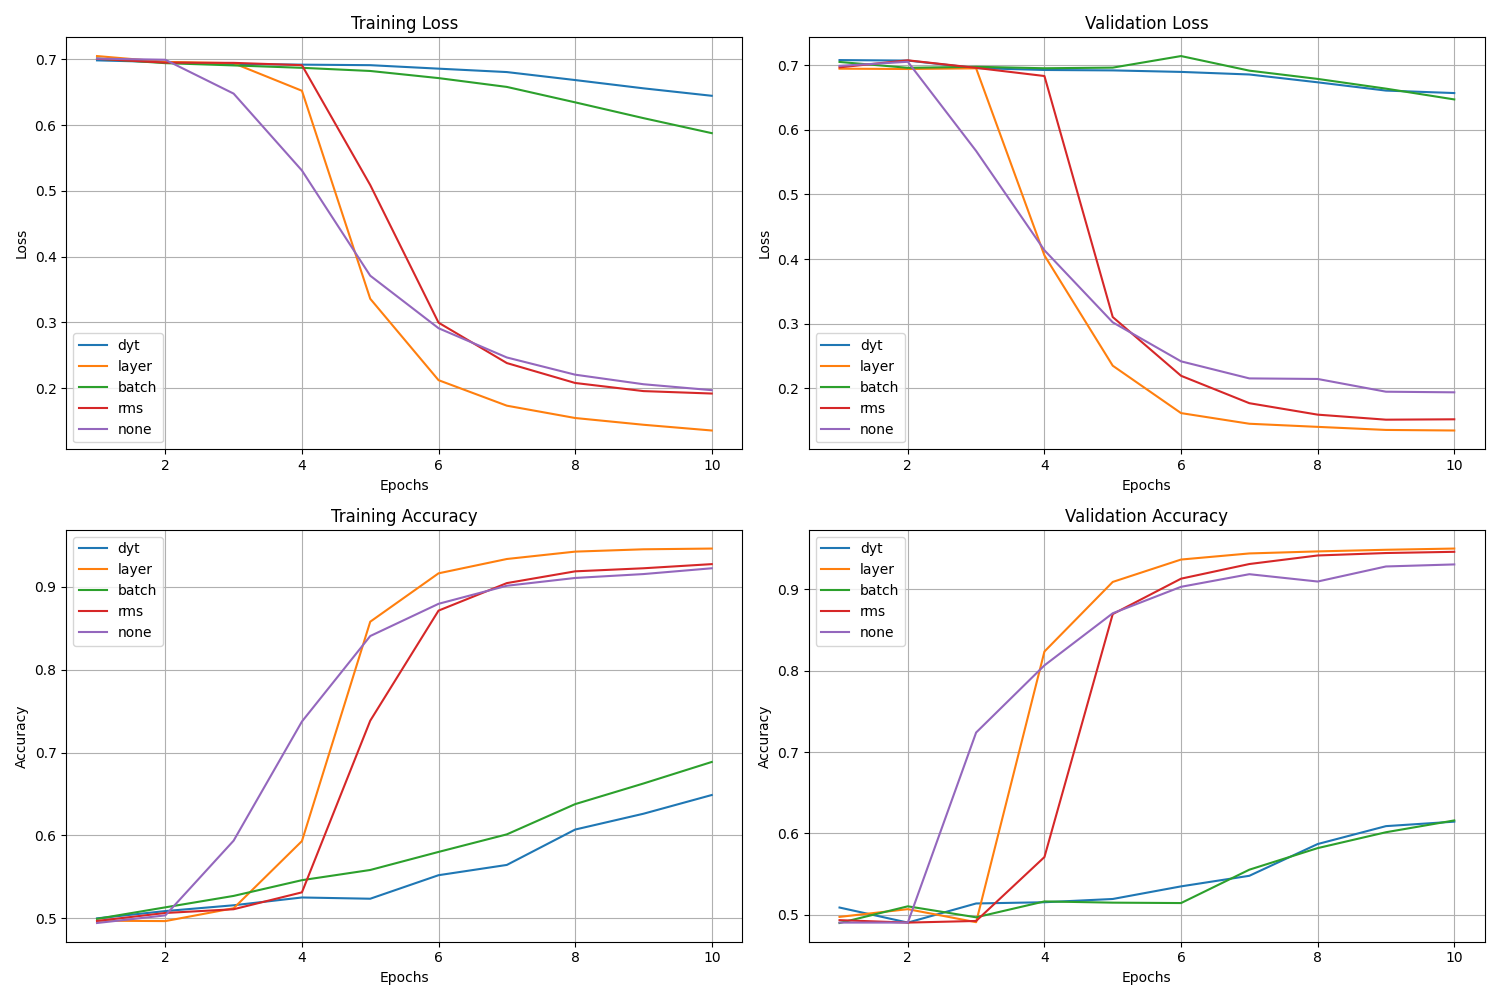 Training Loss
Loss
0.7
0.6
0.5
0.4
0.3
0.2
dyt
layer
batch
rms
none
2 4 6 8 10
Epochs
Validation Loss
Loss
0.7
0.6
0.5
0.4
0.3
0.2
dyt
layer
batch
rms
none
2 4 6 8 10
Epochs
Training Accuracy
Accuracy
0.9
0.8
0.7
0.6
0.5
dyt
layer
batch
rms
none
2 4 6 8 10
Epochs
Validation Accuracy
Accuracy
0.9
0.8
0.7
0.6
0.5
dyt
layer
batch
rms
none
2 4 6 8 10
Epochs